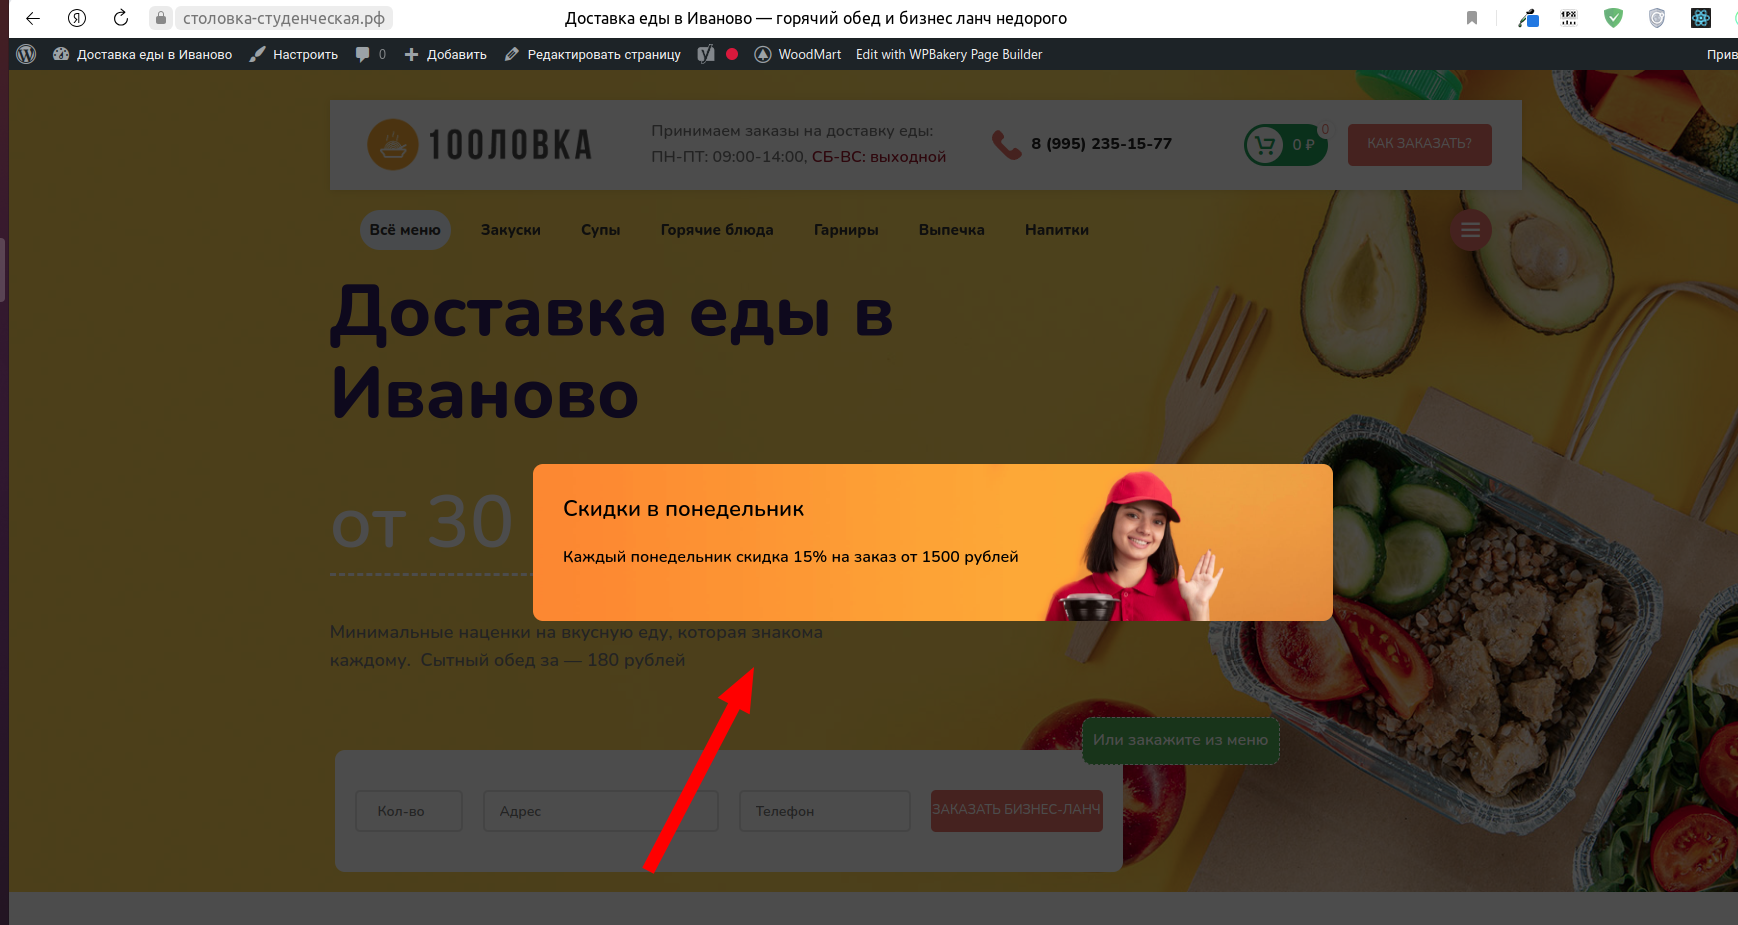 столовка-студенческая.рф
Доставка еды в Иваново — горячий обед и бизнес ланч недорого
Доставка еды в Иваново
Настроить
0
Добавить
Редактировать страницу
WoodMart
Edit with WPBakery Page Builder
Прив
100ЛОВКА
Принимаем заказы на доставку еды:
ПН-ПТ: 09:00-14:00, СБ-ВС: выходной
8 (995) 235-15-77
0
0 ₽
КАК ЗАКАЗАТЬ?
Всё меню
Закуски
Супы
Горячие блюда
Гарниры
Выпечка
Напитки
Доставка еды в
Иваново
от 30
Скидки в понедельник
Каждый понедельник скидка 15% на заказ от 1500 рублей
Минимальные наценки на вкусную еду, которая знакома
каждому. Сытный обед за — 180 рублей
Или закажите из меню
Кол-во
Адрес
Телефон
ЗАКАЗАТЬ БИЗНЕС-ЛАНЧ